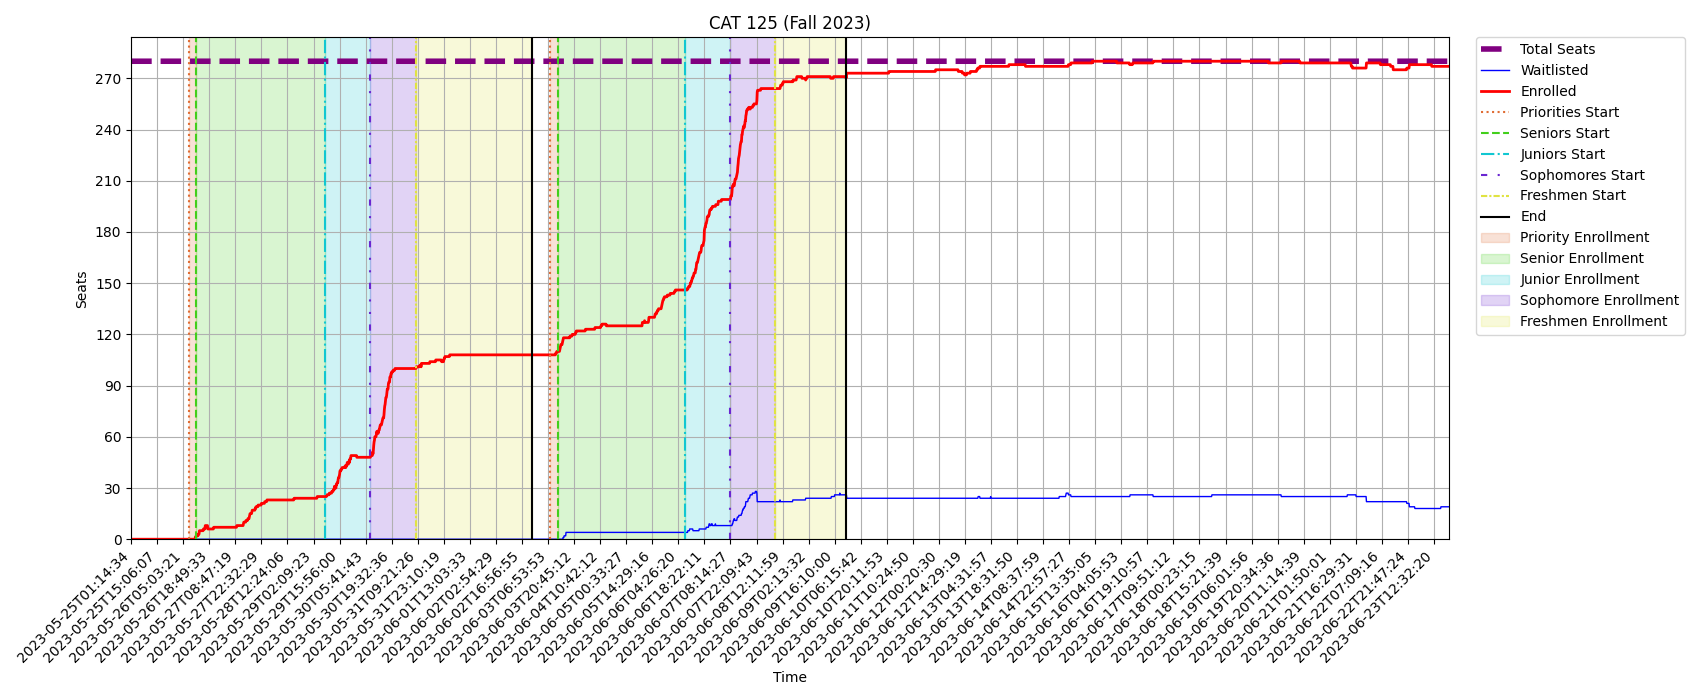 CAT 125 (Fall 2023)
Seats
270
240
210
180
150
120
90
60
30
0
2023-05-25T01:14:34
2023-05-25T15:06:07
2023-05-26T05:03:21
2023-05-26T18:49:33
2023-05-27T08:47:19
2023-05-27T22:32:29
2023-05-28T12:24:06
2023-05-29T02:09:23
2023-05-29T15:56:00
2023-05-30T05:41:43
2023-05-30T19:32:36
2023-05-31T09:21:26
2023-05-31T23:10:19
2023-06-01T13:03:33
2023-06-02T02:54:29
2023-06-02T16:56:55
2023-06-03T06:53:53
2023-06-03T20:45:12
2023-06-04T10:42:12
2023-06-05T00:33:27
2023-06-05T14:29:16
2023-06-06T04:26:20
2023-06-06T18:22:11
2023-06-07T08:14:27
2023-06-07T22:09:43
2023-06-08T12:11:59
2023-06-09T02:13:32
2023-06-09T16:10:00
2023-06-10T06:15:42
2023-06-10T20:11:53
2023-06-11T10:24:50
2023-06-12T00:20:30
2023-06-12T14:29:19
2023-06-13T04:31:57
2023-06-13T18:31:50
2023-06-14T08:37:59
2023-06-14T22:57:27
2023-06-15T13:35:05
2023-06-16T04:05:53
2023-06-16T19:10:57
2023-06-17T09:51:12
2023-06-18T00:23:15
2023-06-18T15:21:39
2023-06-19T06:01:56
2023-06-19T20:34:36
2023-06-20T11:14:39
2023-06-21T01:50:01
2023-06-21T16:29:31
2023-06-22T07:09:16
2023-06-22T21:47:24
2023-06-23T12:32:20
Time
Total Seats
Waitlisted
Enrolled
Priorities Start
Seniors Start
Juniors Start
Sophomores Start
Freshmen Start
End
Priority Enrollment
Senior Enrollment
Junior Enrollment
Sophomore Enrollment
Freshmen Enrollment